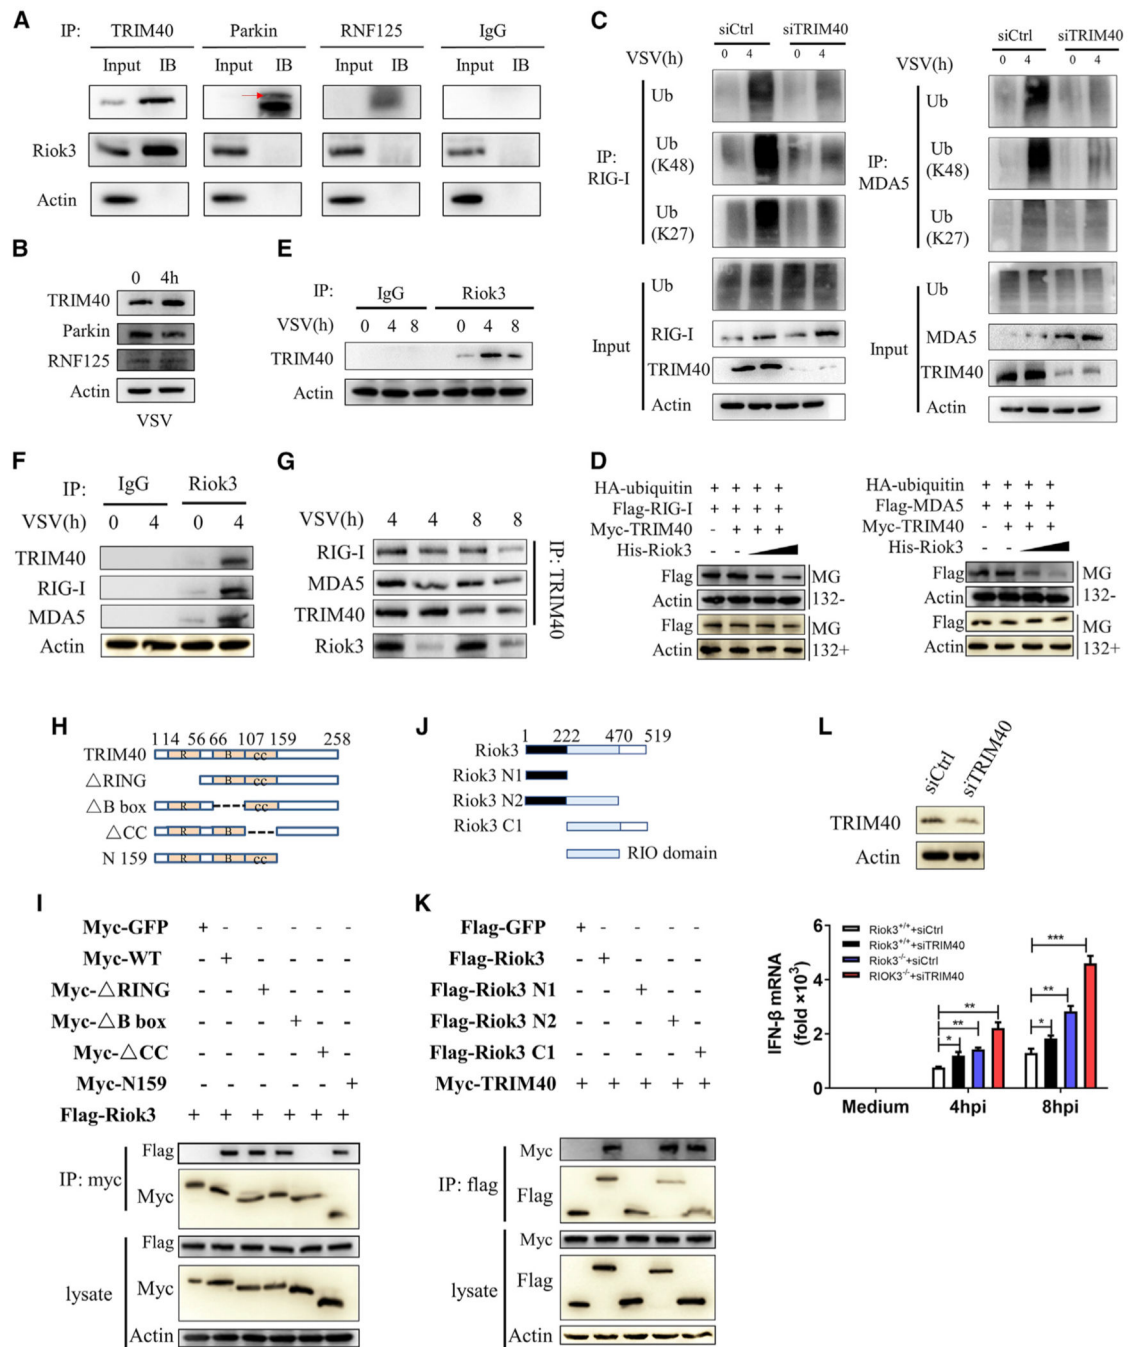 A
IP: TRIM40 Parkin RNF125 IgG
Input IB Input IB Input IB Input IB
Riok3
Actin
B
0 4h
TRIM40
Parkin
RNF125
Actin
VSV
E
IP: IgG Riok3
VSV(h) 0 4 8 0 4 8
TRIM40
Actin
C
siCtrl siTRIM40
VSV(h) 0 4 0 4
Ub
IP: RIG-I
Ub (K48)
Ub (K27)
Ub
Input
RIG-I
TRIM40
Actin
siCtrl siTRIM40
VSV(h) 0 4 0 4
Ub
IP: MDA5
Ub (K48)
Ub (K27)
Ub
Input
MDA5
TRIM40
Actin
F
IP: IgG Riok3
VSV(h) 0 4 0 4
TRIM40
RIG-I
MDA5
Actin
G
VSV(h) 4 4 8 8
RIG-I
MDA5
TRIM40
Riok3
IP: TRIM40
D
HA-ubiquitin + + + +
Flag-RIG-I + + + +
Myc-TRIM40 - + + +
His-Riok3 - -
Flag MG
Actin 132-
Flag MG
Actin 132+
HA-ubiquitin + + + +
Flag-MDA5 + + + +
Myc-TRIM40 - + + +
His-Riok3 - -
Flag MG
Actin 132-
Flag MG
Actin 132+
H
1 14 56 66 107 159 258
TRIM40 R B CC
△RING B CC
△B box R CC
△CC R B
N 159 R B CC
J
1 222 470 519
Riok3
Riok3 N1
Riok3 N2
Riok3 C1
RIO domain
L
siCtrl siTRIM40
TRIM40
Actin
I
Myc-GFP + - - - - -
Myc-WT - + - - - -
Myc-△RING - - + - - -
Myc-△B box - - - + - -
Myc-△CC - - - - + -
Myc-N159 - - - - - +
Flag-Riok3 + + + + + +
IP: myc
Flag
Myc
lysate
Flag
Myc
Actin
K
Flag-GFP + - - - -
Flag-Riok3 - + - - -
Flag-Riok3 N1 - - + - -
Flag-Riok3 N2 - - - + -
Flag-Riok3 C1 - - - - +
Myc-TRIM40 + + + + +
IP: flag
Myc
Flag
lysate
Myc
Flag
Actin
IFN-β mRNA (fold ×10³)
6
4
2
0
Riok3+/++siCtrl
Riok3+/++siTRIM40
Riok3-/-+siCtrl
RIOK3-/-+siTRIM40
** ** *
*** ** *
Medium 4hpi 8hpi